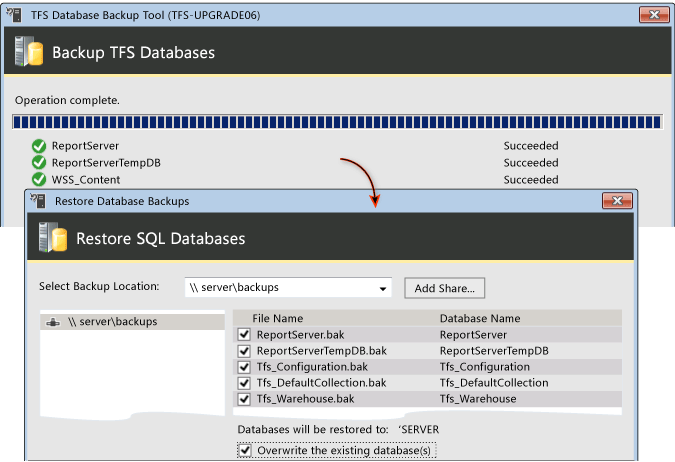 TFS Database Backup Tool (TFS-UPGRADE06)
Backup TFS Databases
Operation complete.
ReportServer Succeeded
ReportServerTempDB Succeeded
WSS_Content Succeeded
Restore Database Backups
Restore SQL Databases
Select Backup Location: \\ server\backups Add Share...
\\ server\backups
File Name Database Name
ReportServer.bak ReportServer
ReportServerTempDB.bak ReportServerTempDB
Tfs_Configuration.bak Tfs_Configuration
Tfs_DefaultCollection.bak Tfs_DefaultCollection
Tfs_Warehouse.bak Tfs_Warehouse
Databases will be restored to: ‘SERVER
Overwrite the existing database(s)